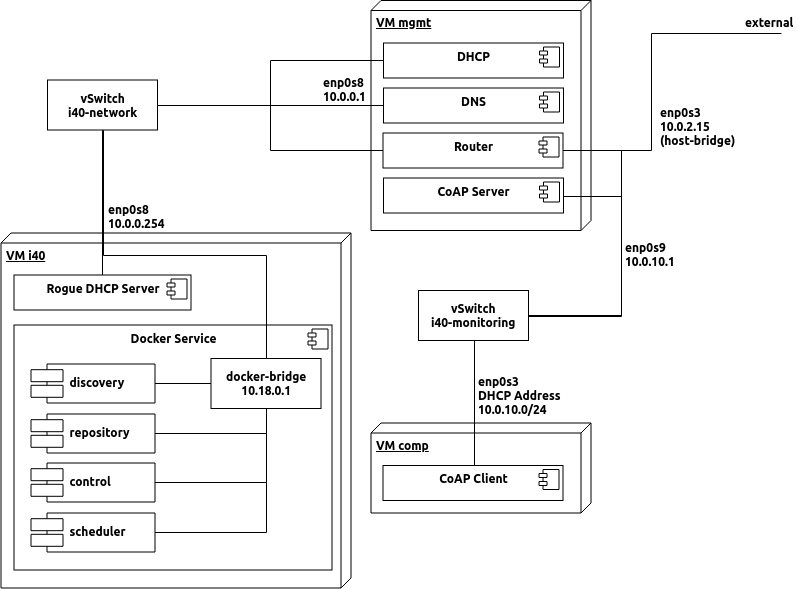 external
VM mgmt
DHCP
DNS
Router
CoAP Server
enp0s8
10.0.0.1
vSwitch
i40-network
enp0s3
10.0.2.15
(host-bridge)
enp0s8
10.0.0.254
enp0s9
10.0.10.1
VM i40
Rogue DHCP Server
Docker Service
discovery
repository
control
scheduler
docker-bridge
10.18.0.1
vSwitch
i40-monitoring
enp0s3
DHCP Address
10.0.10.0/24
VM comp
CoAP Client